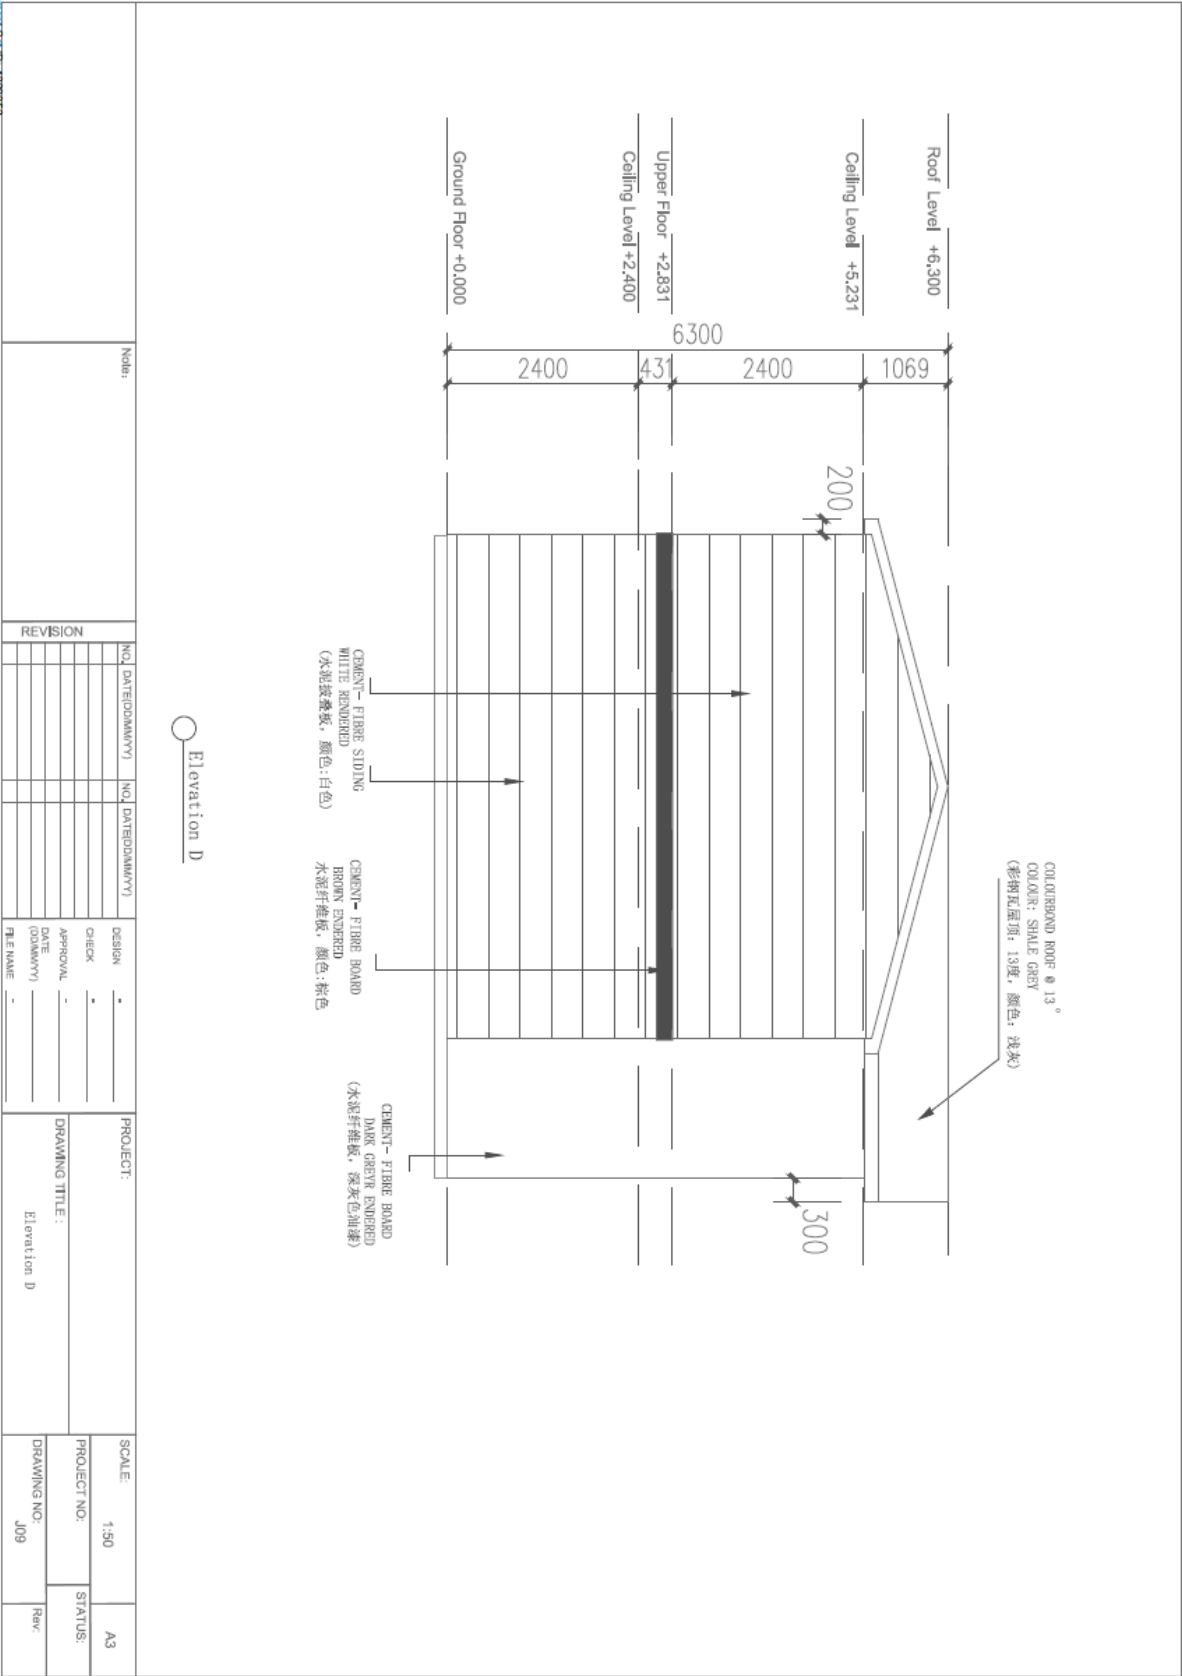 COLOURBOND ROOF @ 13 °
COLOUR: SHALE GREY
(彩钢瓦屋顶: 13度, 颜色: 浅灰)
Roof Level +6,300
Ceiling Level +5.231
Upper Floor +2.831
Ceiling Level +2.400
Ground Floor +0.000
6300
1069
2400
431
2400
200
300
CEMENT- FIBRE SIDING
WHITE RENDERED
(水泥披叠板, 颜色:白色)
CEMENT- FIBRE BOARD
BROWN ENDERED
水泥纤维板, 颜色:棕色
CEMENT- FIBRE BOARD
DARK GREYR ENDERED
(水泥纤维板, 深灰色油漆)
Elevation D
Note:
REVISION
NO. DATE(DD/MM/YY)
NO. DATE(DD/MM/YY)
DESIGN -
CHECK -
APPROVAL -
DATE
(DD/MM/YY)
FILE NAME -
PROJECT:
DRAWING TITLE :
Elevation D
SCALE:
1:50
A3
PROJECT NO:
STATUS:
DRAWING NO:
J09
Rev: